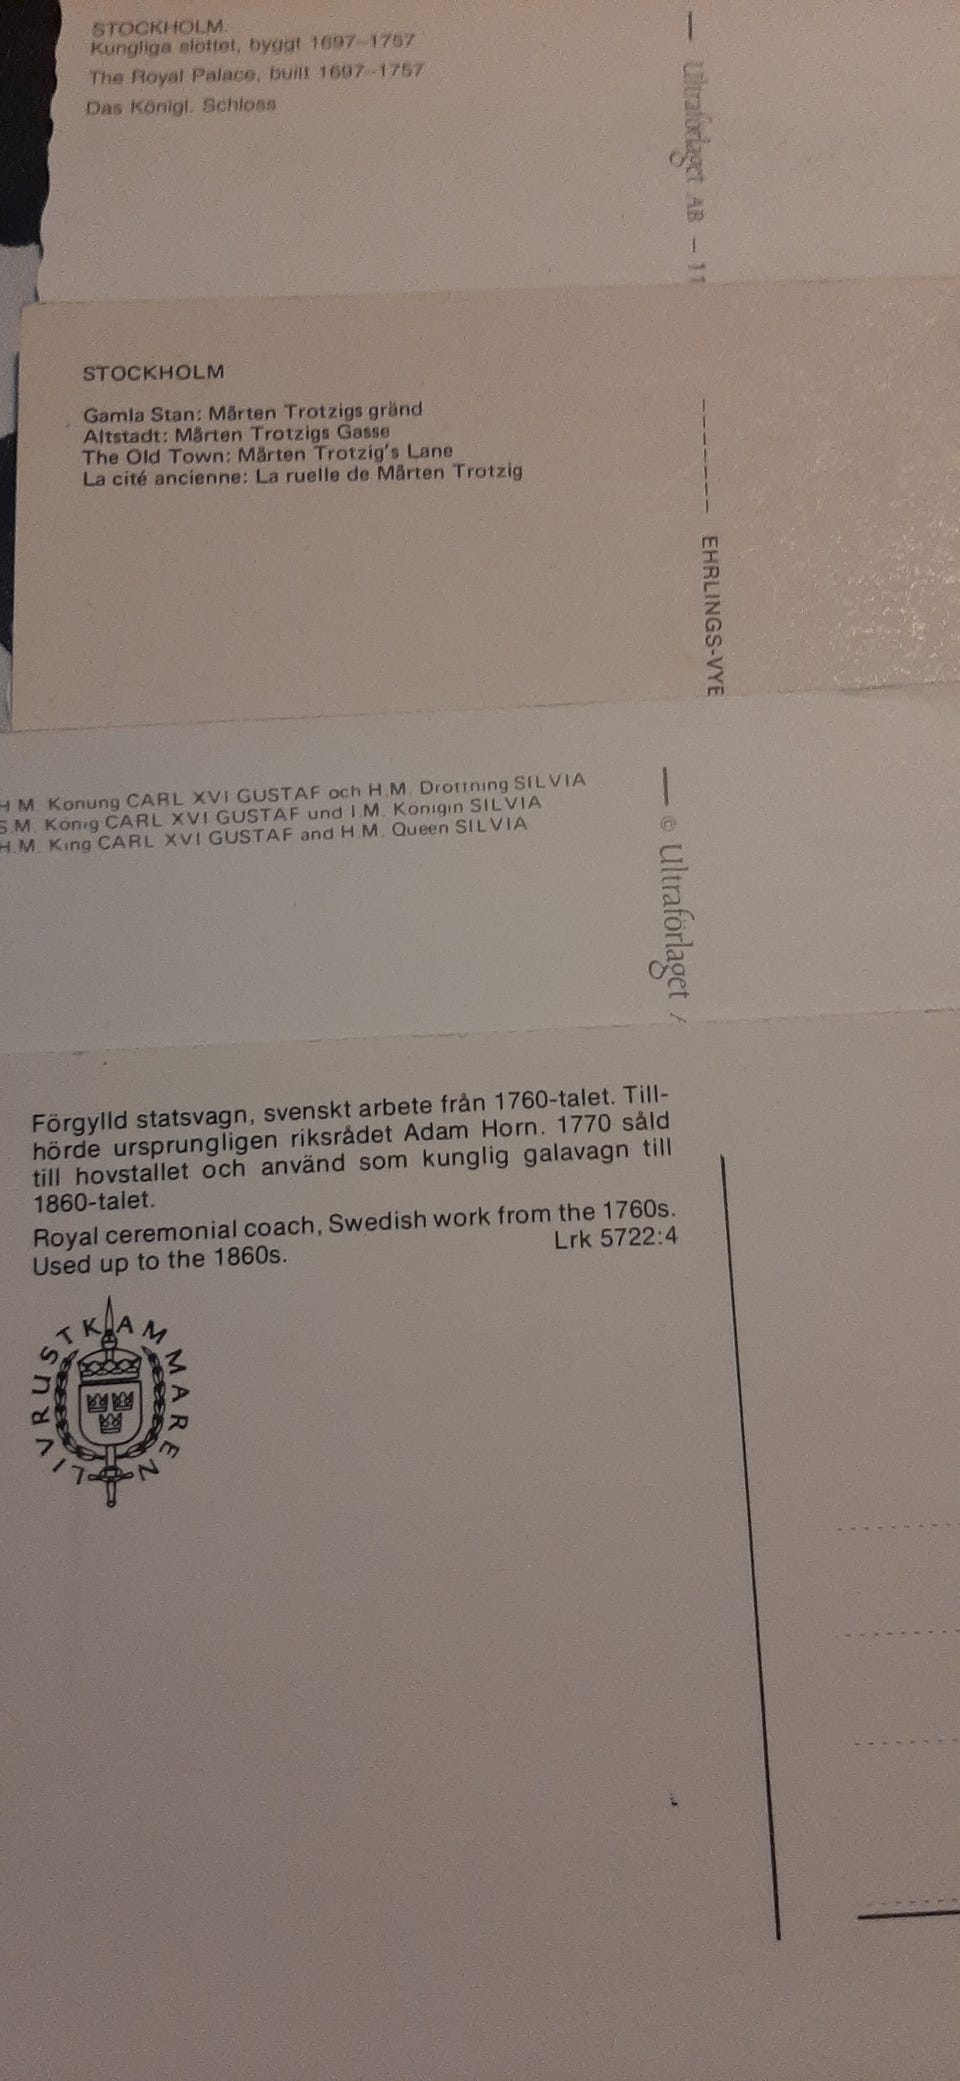 STOCKHOLM.
Kungliga slottet, byggt 1697–1757
The Royal Palace, built 1697–1757
Das Königl. Schloss
— Ultraförlaget AB – 11
STOCKHOLM
Gamla Stan: Mårten Trotzigs gränd
Altstadt: Mårten Trotzigs Gasse
The Old Town: Mårten Trotzig's Lane
La cité ancienne: La ruelle de Mårten Trotzig
EHRLINGS-VYE
H.M. Konung CARL XVI GUSTAF och H.M. Drottning SILVIA
S.M. König CARL XVI GUSTAF und I.M. Königin SILVIA
H.M. King CARL XVI GUSTAF and H.M. Queen SILVIA
— © Ultraförlaget
Förgylld statsvagn, svenskt arbete från 1760-talet. Till-
hörde ursprungligen riksrådet Adam Horn. 1770 såld
till hovstallet och använd som kunglig galavagn till
1860-talet.
Royal ceremonial coach, Swedish work from the 1760s.
Used up to the 1860s. Lrk 5722:4
LIVRUSTKAMMAREN